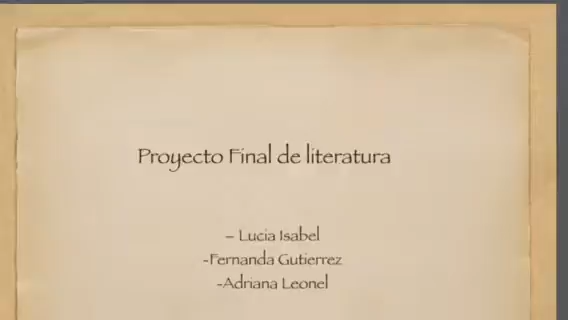 Proyecto Final de literatura
– Lucia Isabel
-Fernanda Gutierrez
-Adriana Leonel